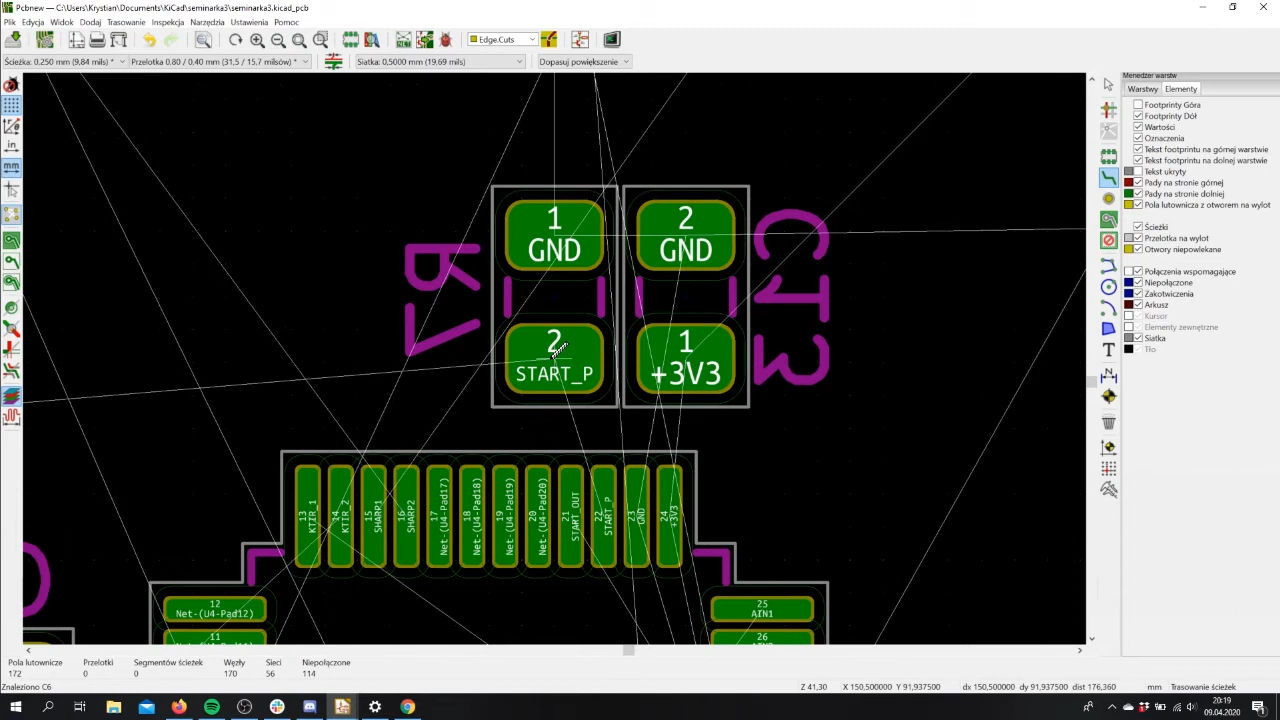 Pcbnew — C:\Users\Krystian\Documents\KiCad\seminarka3\seminarka3.kicad_pcb
Plik Edycja Widok Dodaj Trasowanie Inspekcja Narzędzia Ustawienia Pomoc
Edge.Cuts
Ścieżka: 0.250 mm (9,84 mils) * Przelotka 0.80 / 0.40 mm (31,5 / 15.7 milsów) * Siatka: 0,5000 mm (19.69 mils) Dopasuj powiększenie
in
mm
Menedżer warstw
Warstwy Elementy
Footprinty Góra
Footprinty Dół
Wartości
Oznaczenia
Tekst footprintu na górnej warstwie
Tekst footprintu na dolnej warstwie
Tekst ukryty
Pady na stronie górnej
Pady na stronie dolnej
Pola lutownicza z otworem na wylot
Ścieżki
Przelotka na wylot
Otwory niepowlekane
Połączenia wspomagające
Niepołączone
Zakotwiczenia
Arkusz
Kursor
Elementy zewnętrzne
Siatka
Tło
1
GND
2
GND
2
START_P
1
+3V3
C13
13 KTIR_1
14 KTIR_2
15 SHARP1
16 SHARP2
17 Net-(U4-Pad17)
18 Net-(U4-Pad18)
19 Net-(U4-Pad19)
20 Net-(U4-Pad20)
21 START_OUT
22 START_P
23 GND
24 +3V3
12
Net-(U4-Pad12)
11
25
AIN1
26
Pola lutownicze Przelotki Segmentów ścieżek Węzły Sieci Niepołączone
172 0 0 170 56 114
Znaleziono C6 Z 41,30 X 150,500000 Y 91,937500 dx 150,500000 dy 91,937500 dist 176,360 mm Trasowanie ścieżek
20:19
09.04.2020